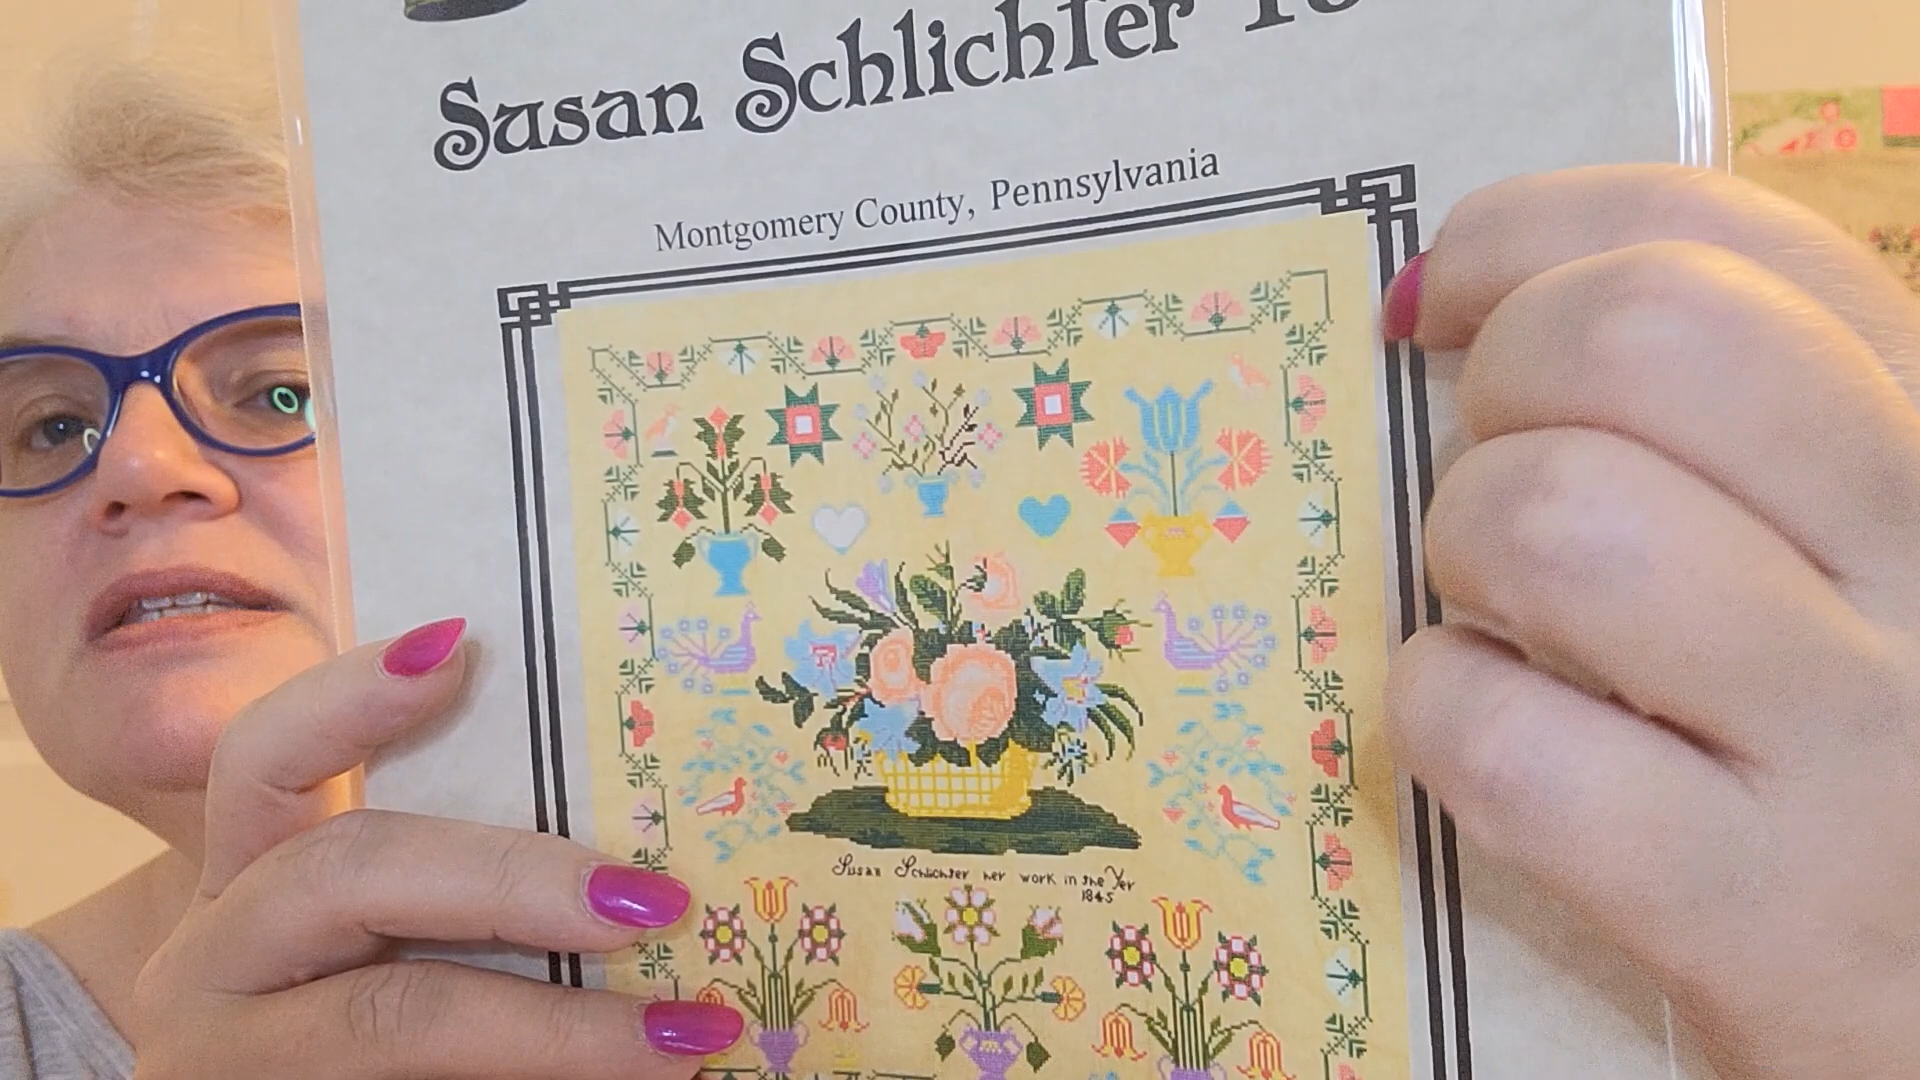 Susan Schlichter
Montgomery County, Pennsylvania
Susan Schlichter her work in the Yer
1845